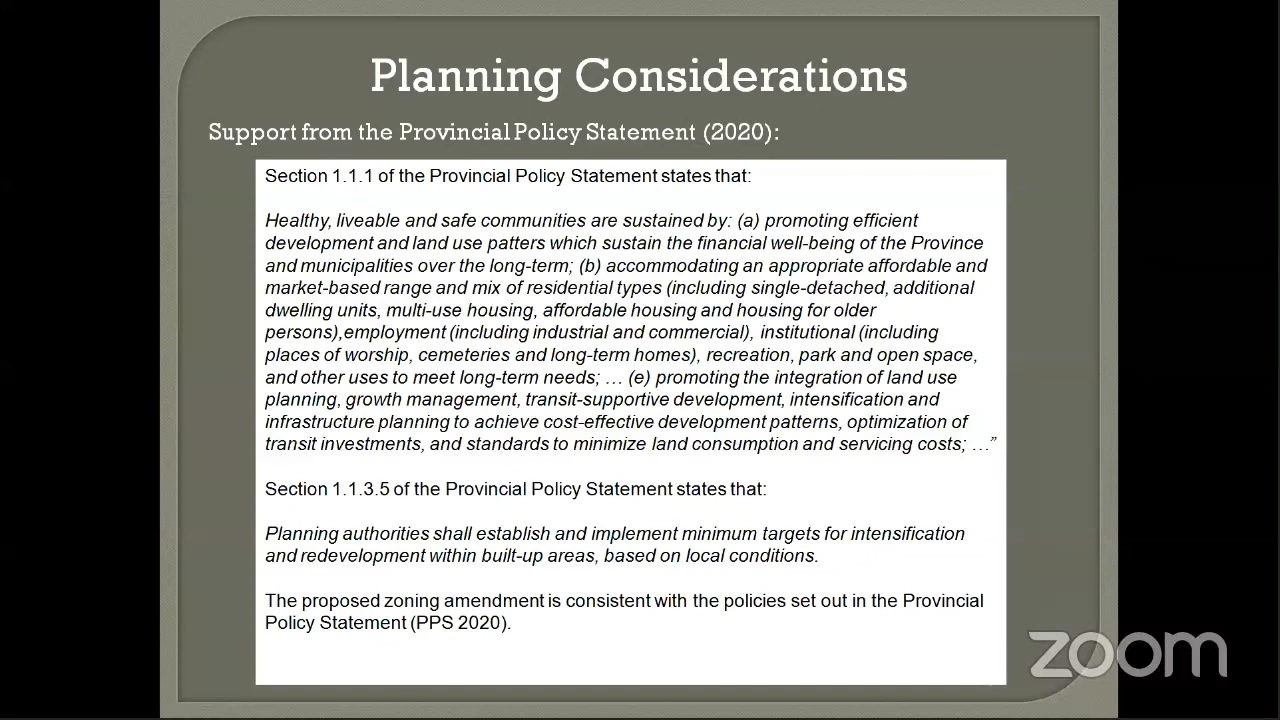 Planning Considerations
Support from the Provincial Policy Statement (2020):
Section 1.1.1 of the Provincial Policy Statement states that:
Healthy, liveable and safe communities are sustained by: (a) promoting efficient
development and land use patters which sustain the financial well-being of the Province
and municipalities over the long-term; (b) accommodating an appropriate affordable and
market-based range and mix of residential types (including single-detached, additional
dwelling units, multi-use housing, affordable housing and housing for older
persons),employment (including industrial and commercial), institutional (including
places of worship, cemeteries and long-term homes), recreation, park and open space,
and other uses to meet long-term needs; … (e) promoting the integration of land use
planning, growth management, transit-supportive development, intensification and
infrastructure planning to achieve cost-effective development patterns, optimization of
transit investments, and standards to minimize land consumption and servicing costs; …”
Section 1.1.3.5 of the Provincial Policy Statement states that:
Planning authorities shall establish and implement minimum targets for intensification
and redevelopment within built-up areas, based on local conditions.
The proposed zoning amendment is consistent with the policies set out in the Provincial
Policy Statement (PPS 2020).
zoom